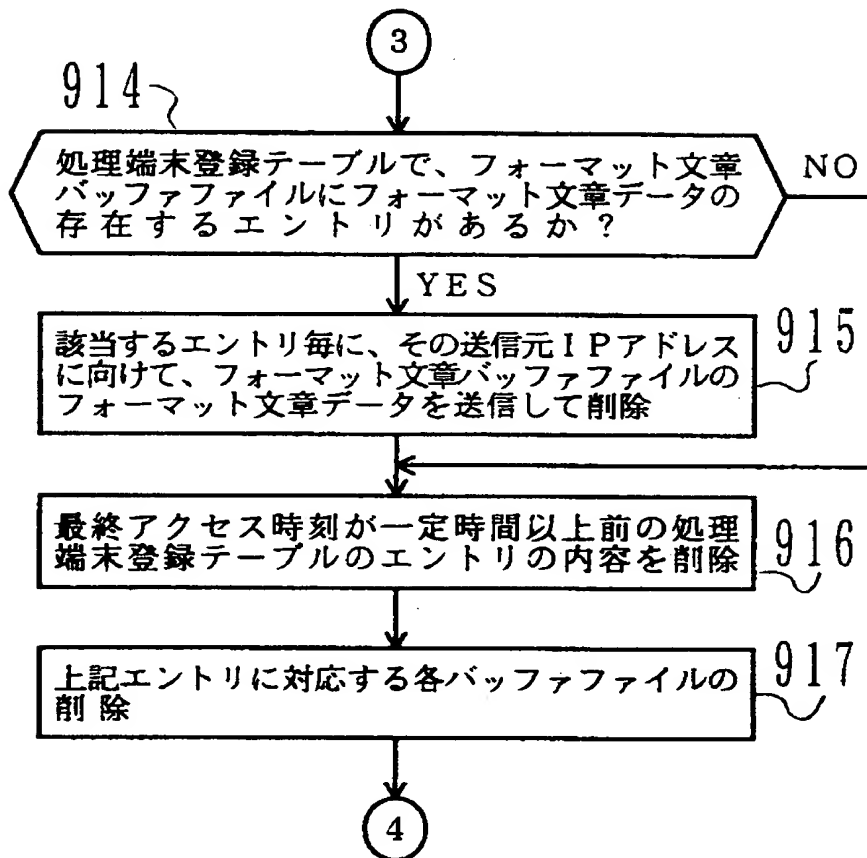 3
914
処理端末登録テーブルで、フォーマット文章
バッファファイルにフォーマット文章データの
存在するエントリがあるか？
NO
YES
該当するエントリ毎に、その送信元IPアドレス
に向けて、フォーマット文章バッファファイルの
フォーマット文章データを送信して削除
915
最終アクセス時刻が一定時間以上前の処理
端末登録テーブルのエントリの内容を削除
916
上記エントリに対応する各バッファファイルの
削除
917
4